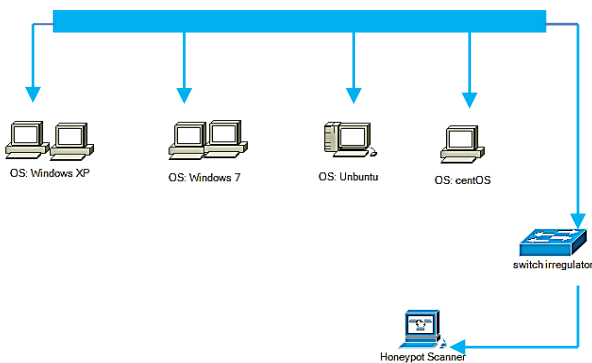 OS: Windows XP
OS: Windows 7
OS: Unbuntu
OS: centOS
switch irregulator
Honeypot Scanner